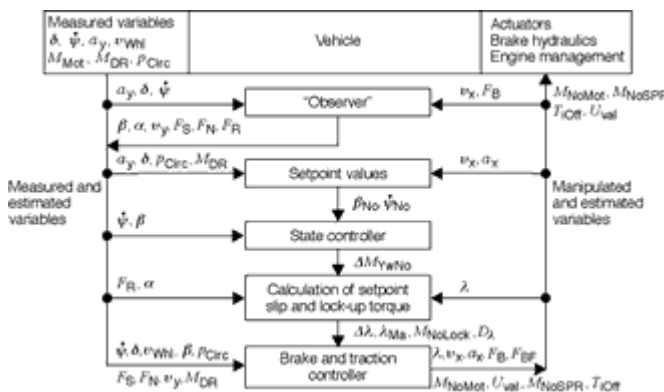 Measured variables
δ, ψ̇, a_y, v_Whl
M_Mot, M_DR, p_Circ
Vehicle
Actuators
Brake hydraulics
Engine management
a_y, δ, ψ̇
"Observer"
v_x, F_B
M_NoMot, M_NoSPR
T_iOff, U_val
β, α, v_y, F_S, F_N, F_R
a_y, δ, p_Circ, M_DR
Setpoint values
v_x, a_x
Measured and
estimated
variables
Manipulated
and estimated
variables
β_No ψ̇_No
ψ̇, β
State controller
ΔM_YwNo
F_R, α
Calculation of setpoint
slip and lock-up torque
λ
Δλ, λ_Ma, M_NoLock, D_λ
ψ̇, δ, v_Whl, β, p_Circ
F_S, F_N, v_y, M_DR
Brake and traction
controller
λ, v_x, a_x, F_B, F_BF
M_NoMot, U_val, M_NoSPR, T_iOff